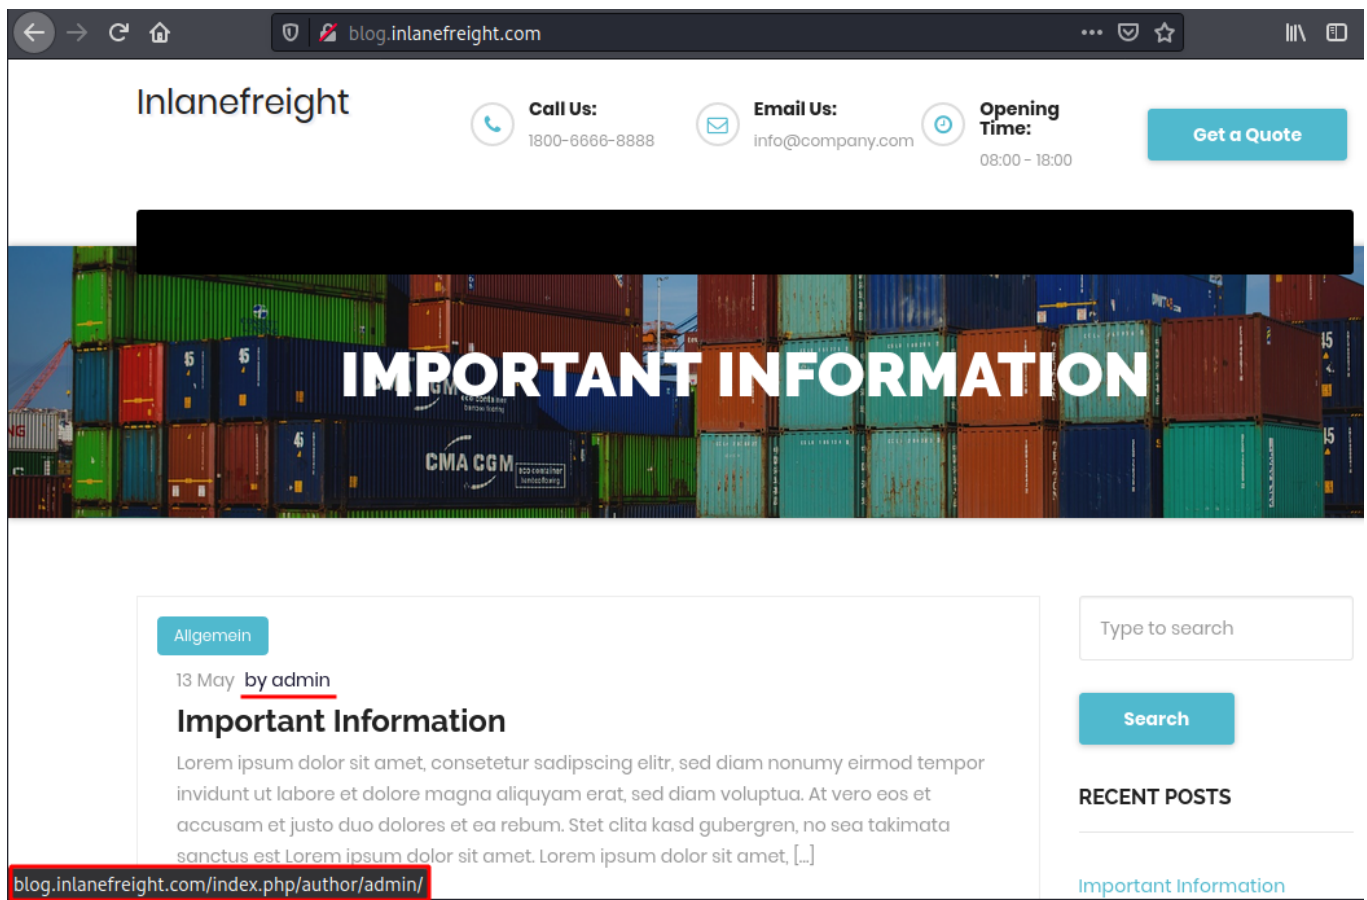 blog.inlanefreight.com
Inlanefreight
Call Us:
1800-6666-8888
Email Us:
info@company.com
Opening
Time:
08:00 - 18:00
Get a Quote
IMPORTANT INFORMATION
45
45
45
45
45
CMA CGM
Allgemein
13 May by admin
Important Information
Lorem ipsum dolor sit amet, consetetur sadipscing elitr, sed diam nonumy eirmod tempor
invidunt ut labore et dolore magna aliquyam erat, sed diam voluptua. At vero eos et
accusam et justo duo dolores et ea rebum. Stet clita kasd gubergren, no sea takimata
sanctus est Lorem ipsum dolor sit amet. Lorem ipsum dolor sit amet, [...]
Type to search
Search
RECENT POSTS
Important Information
blog.inlanefreight.com/index.php/author/admin/